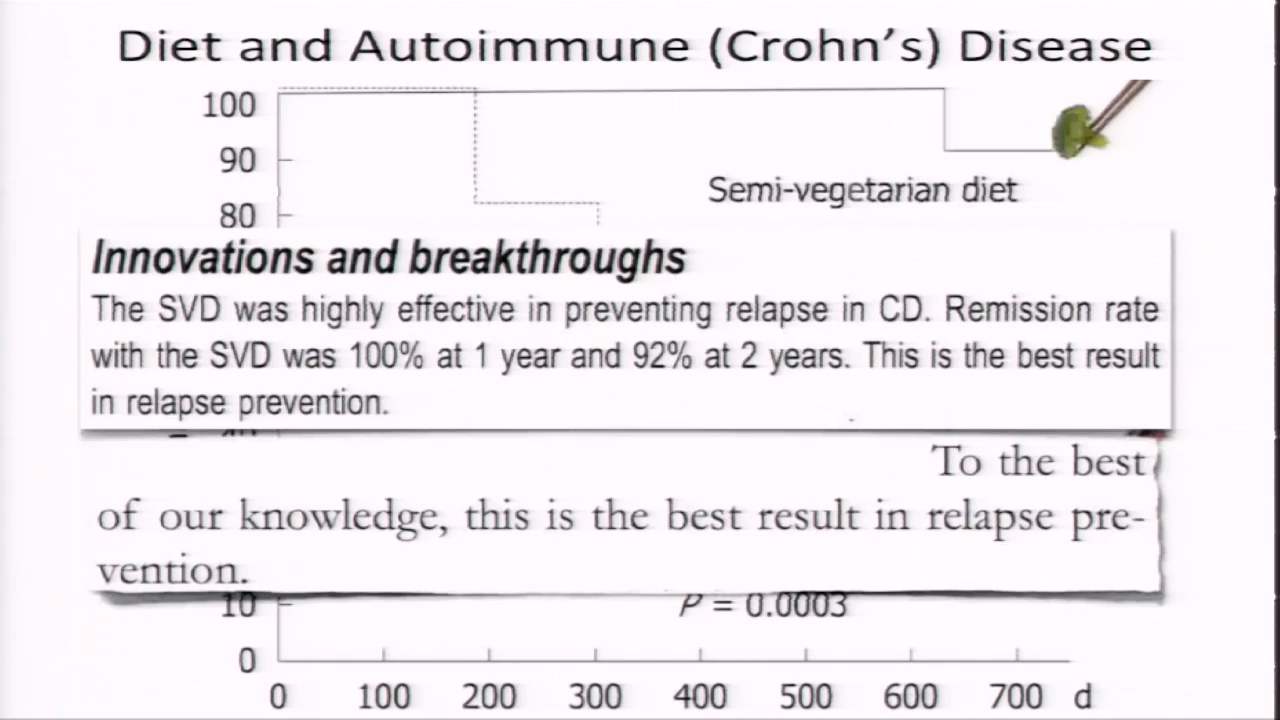 Diet and Autoimmune (Crohn's) Disease
100
90
Semi-vegetarian diet
80
Innovations and breakthroughs
The SVD was highly effective in preventing relapse in CD. Remission rate
with the SVD was 100% at 1 year and 92% at 2 years. This is the best result
in relapse prevention.
To the best
of our knowledge, this is the best result in relapse pre-
vention.
10
P = 0.0003
0
0 100 200 300 400 500 600 700 d